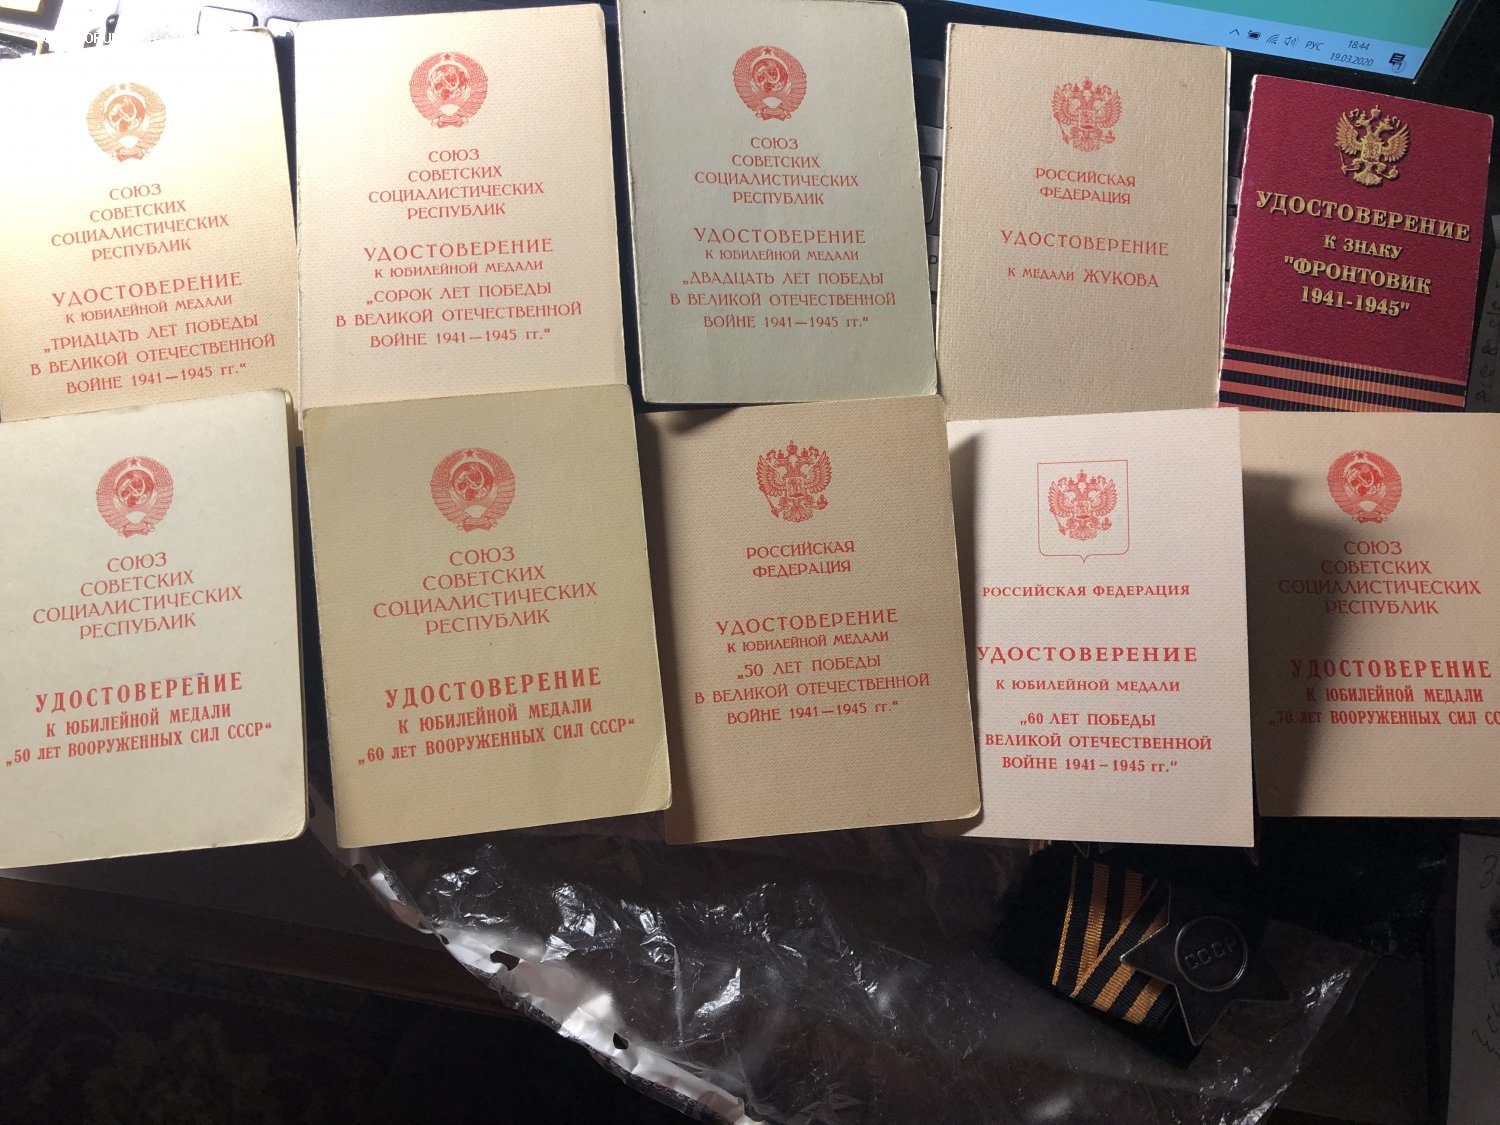 СОЮЗ
СОВЕТСКИХ
СОЦИАЛИСТИЧЕСКИХ
РЕСПУБЛИК
УДОСТОВЕРЕНИЕ
К ЮБИЛЕЙНОЙ МЕДАЛИ
„ТРИДЦАТЬ ЛЕТ ПОБЕДЫ
В ВЕЛИКОЙ ОТЕЧЕСТВЕННОЙ
ВОЙНЕ 1941—1945 гг.“
СОЮЗ
СОВЕТСКИХ
СОЦИАЛИСТИЧЕСКИХ
РЕСПУБЛИК
УДОСТОВЕРЕНИЕ
К ЮБИЛЕЙНОЙ МЕДАЛИ
„СОРОК ЛЕТ ПОБЕДЫ
В ВЕЛИКОЙ ОТЕЧЕСТВЕННОЙ
ВОЙНЕ 1941—1945 гг.“
СОЮЗ
СОВЕТСКИХ
СОЦИАЛИСТИЧЕСКИХ
РЕСПУБЛИК
УДОСТОВЕРЕНИЕ
К ЮБИЛЕЙНОЙ МЕДАЛИ
„ДВАДЦАТЬ ЛЕТ ПОБЕДЫ
В ВЕЛИКОЙ ОТЕЧЕСТВЕННОЙ
ВОЙНЕ 1941—1945 гг.“
РОССИЙСКАЯ
ФЕДЕРАЦИЯ
УДОСТОВЕРЕНИЕ
К МЕДАЛИ ЖУКОВА
РУС
18:44
19.03.2020
УДОСТОВЕРЕНИЕ
К ЗНАКУ
"ФРОНТОВИК
1941-1945"
СОЮЗ
СОВЕТСКИХ
СОЦИАЛИСТИЧЕСКИХ
РЕСПУБЛИК
УДОСТОВЕРЕНИЕ
К ЮБИЛЕЙНОЙ МЕДАЛИ
„50 ЛЕТ ВООРУЖЕННЫХ СИЛ СССР“
СОЮЗ
СОВЕТСКИХ
СОЦИАЛИСТИЧЕСКИХ
РЕСПУБЛИК
УДОСТОВЕРЕНИЕ
К ЮБИЛЕЙНОЙ МЕДАЛИ
„60 ЛЕТ ВООРУЖЕННЫХ СИЛ СССР“
РОССИЙСКАЯ
ФЕДЕРАЦИЯ
УДОСТОВЕРЕНИЕ
К ЮБИЛЕЙНОЙ МЕДАЛИ
„50 ЛЕТ ПОБЕДЫ
В ВЕЛИКОЙ ОТЕЧЕСТВЕННОЙ
ВОЙНЕ 1941—1945 гг.“
РОССИЙСКАЯ ФЕДЕРАЦИЯ
УДОСТОВЕРЕНИЕ
К ЮБИЛЕЙНОЙ МЕДАЛИ
„60 ЛЕТ ПОБЕДЫ
ВЕЛИКОЙ ОТЕЧЕСТВЕННОЙ
ВОЙНЕ 1941–1945 гг.“
СОЮЗ
СОВЕТСКИХ
СОЦИАЛИСТИЧЕСКИХ
РЕСПУБЛИК
УДОСТОВЕРЕНИЕ
К ЮБИЛЕЙНОЙ МЕДАЛИ
„70 ЛЕТ ВООРУЖЕННЫХ СИЛ СС
СССР